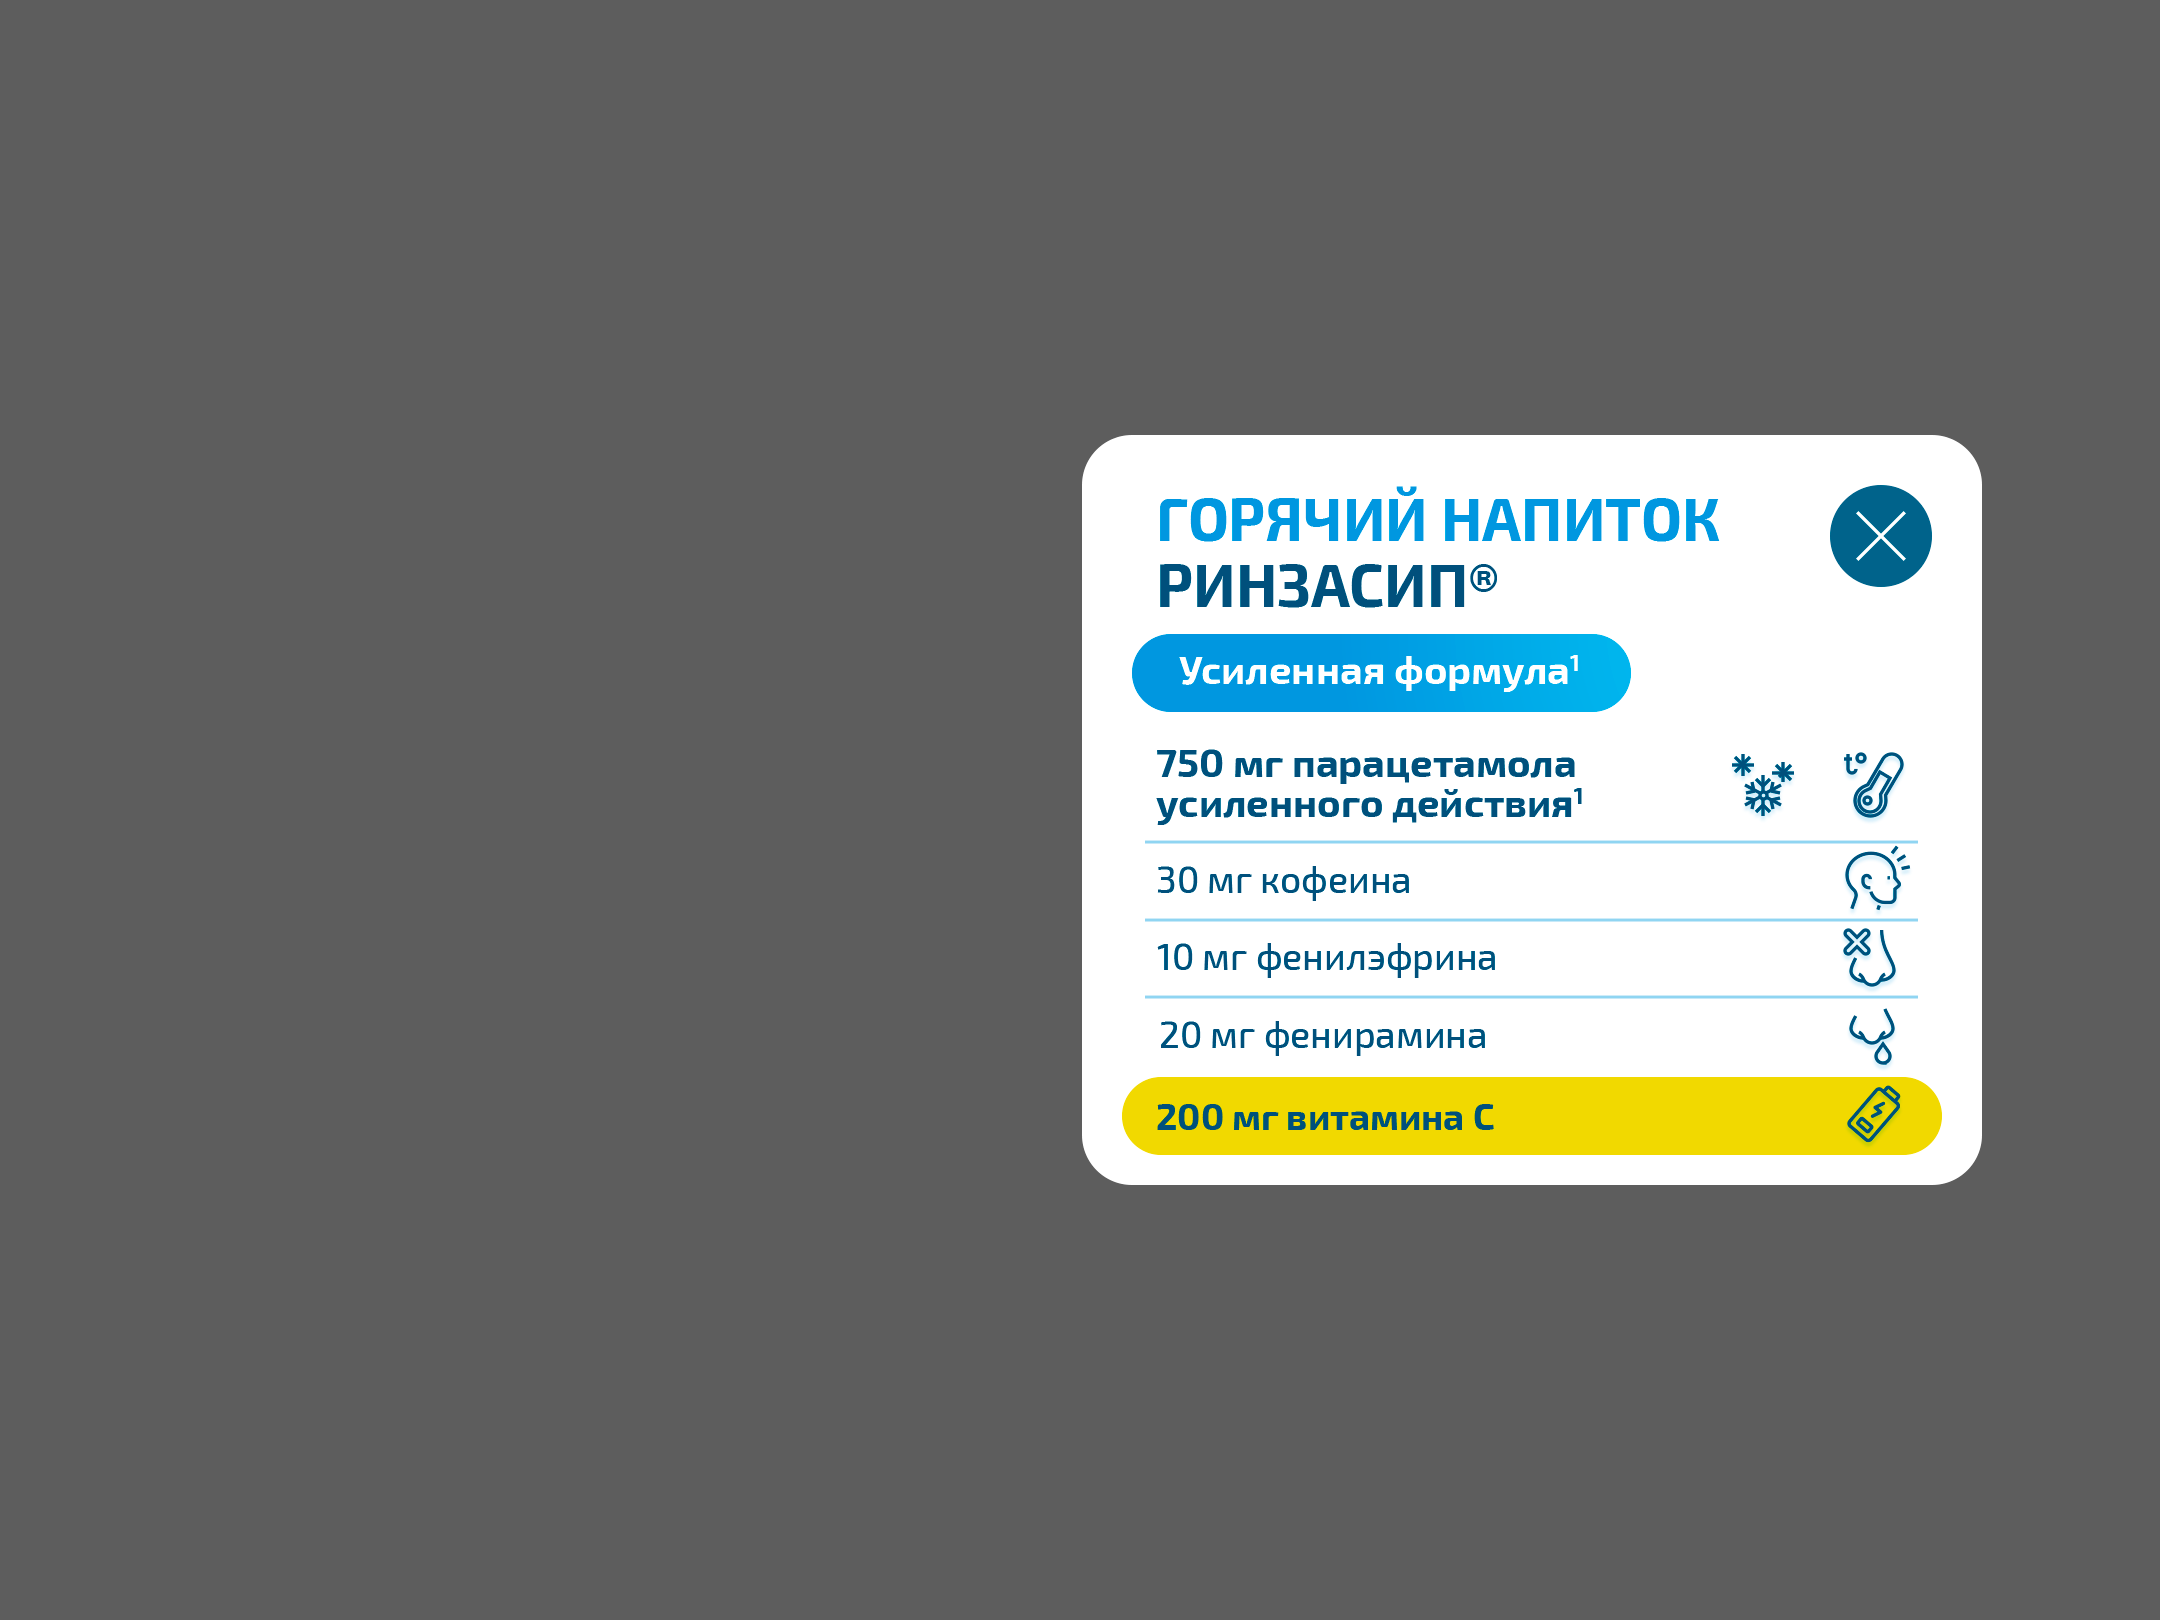 ГОРЯЧИЙ НАПИТОК
РИНЗАСИП®
Усиленная формула¹
750 мг парацетамола
усиленного действия¹
30 мг кофеина
10 мг фенилэфрина
20 мг фенирамина
200 мг витамина С